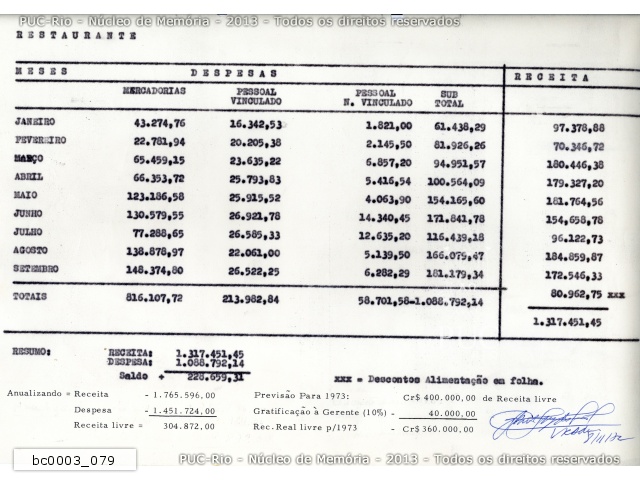 PUC-Rio - Núcleo de Memória - 2013 - Todos os direitos reservados
RESTAURANTE
MESES DESPESAS RECEITA
MERCADORIAS PESSOAL VINCULADO PESSOAL N. VINCULADO SUB TOTAL
JANEIRO 43.274,76 16.342,53 1.821,00 61.438,29 97.378,88
FEVEREIRO 22.781,94 20.205,38 2.145,50 81.926,26 70.346,72
MARÇO 65.459,15 23.635,22 6.857,20 94.951,57 180.446,38
ABRIL 66.353,72 25.793,83 5.416,54 100.564,09 179.327,20
MAIO 123.186,58 25.915,52 4.063,90 154.165,60 181.764,56
JUNHO 130.579,55 26.921,78 14.340,45 171.841,78 154,658,78
JULHO 77.288,65 26.585,33 12.635,20 116.439,18 96.122,73
AGOSTO 138.878,97 22.061,00 5.139,50 166.079,47 184.859,87
SETEMBRO 148.374,80 26.522,25 6.282,29 181.179,34 172.546,33
TOTAIS 816.107,72 213.982,84 58.701,58-1.088.792,14 80.962,75 xxx
1.317.451,45
RESUMO: RECEITA: 1.317.451,45
DESPESA: 1.088.792,14
Saldo + 228.659,31 xxx = Descontos Alimentação em folha.
Anualizando = Receita - 1.765.596,00 Previsão Para 1973: Cr$ 400.000,00 de Receita livre
Despesa - 1.451.724,00 Gratificação à Gerente (10%) - 40.000,00
Receita livre = 304.872,00 Rec.Real livre p/1973 - Cr$360.000,00
bc0003_079
PUC-Rio - Núcleo de Memória - 2013 - Todos os direitos reservados